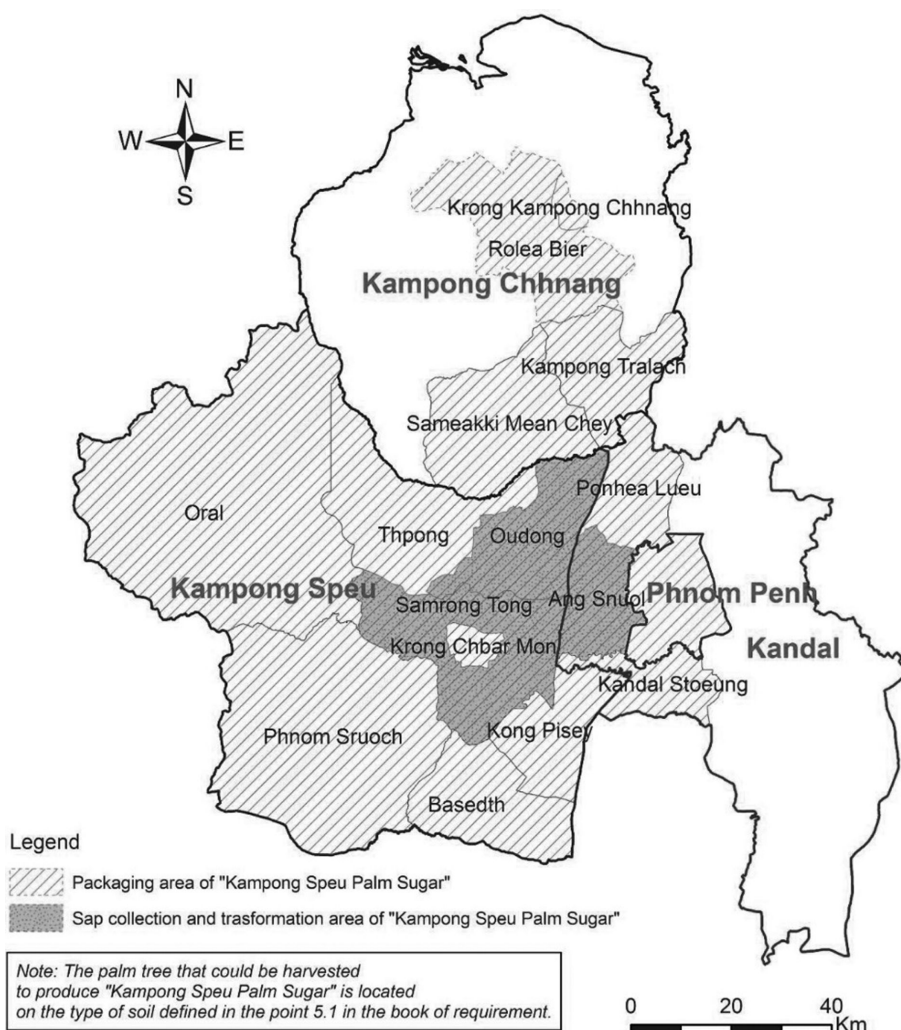 N
W E
S
Krong Kampong Chhnang
Rolea Bier
Kampong Chhnang
Kampong Tralach
Sameakki Mean Chey
Ponhea Lueu
Oral
Thpong
Oudong
Kampong Speu
Samrong Tong
Ang Snuol
Phnom Penh
Krong Chbar Mon
Kandal
Kandal Stoeung
Phnom Sruoch
Kong Pisey
Basedth
Legend
Packaging area of "Kampong Speu Palm Sugar"
Sap collection and trasformation area of "Kampong Speu Palm Sugar"
Note: The palm tree that could be harvested
to produce "Kampong Speu Palm Sugar" is located
on the type of soil defined in the point 5.1 in the book of requirement.
0 20 40
Km